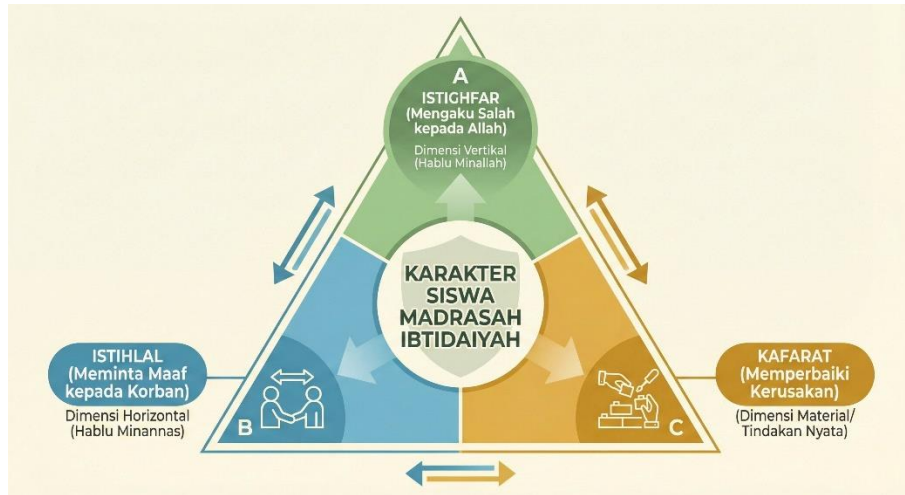 A
ISTIGHFAR
(Mengaku Salah
kepada Allah)
Dimensi Vertikal
(Hablu Minallah)
KARAKTER
SISWA
MADRASAH
IBTIDAIYAH
ISTIHLAL
(Meminta Maaf
kepada Korban)
Dimensi Horizontal
(Hablu Minannas)
B
KAFARAT
(Memperbaiki
Kerusakan)
(Dimensi Material/
Tindakan Nyata)
C